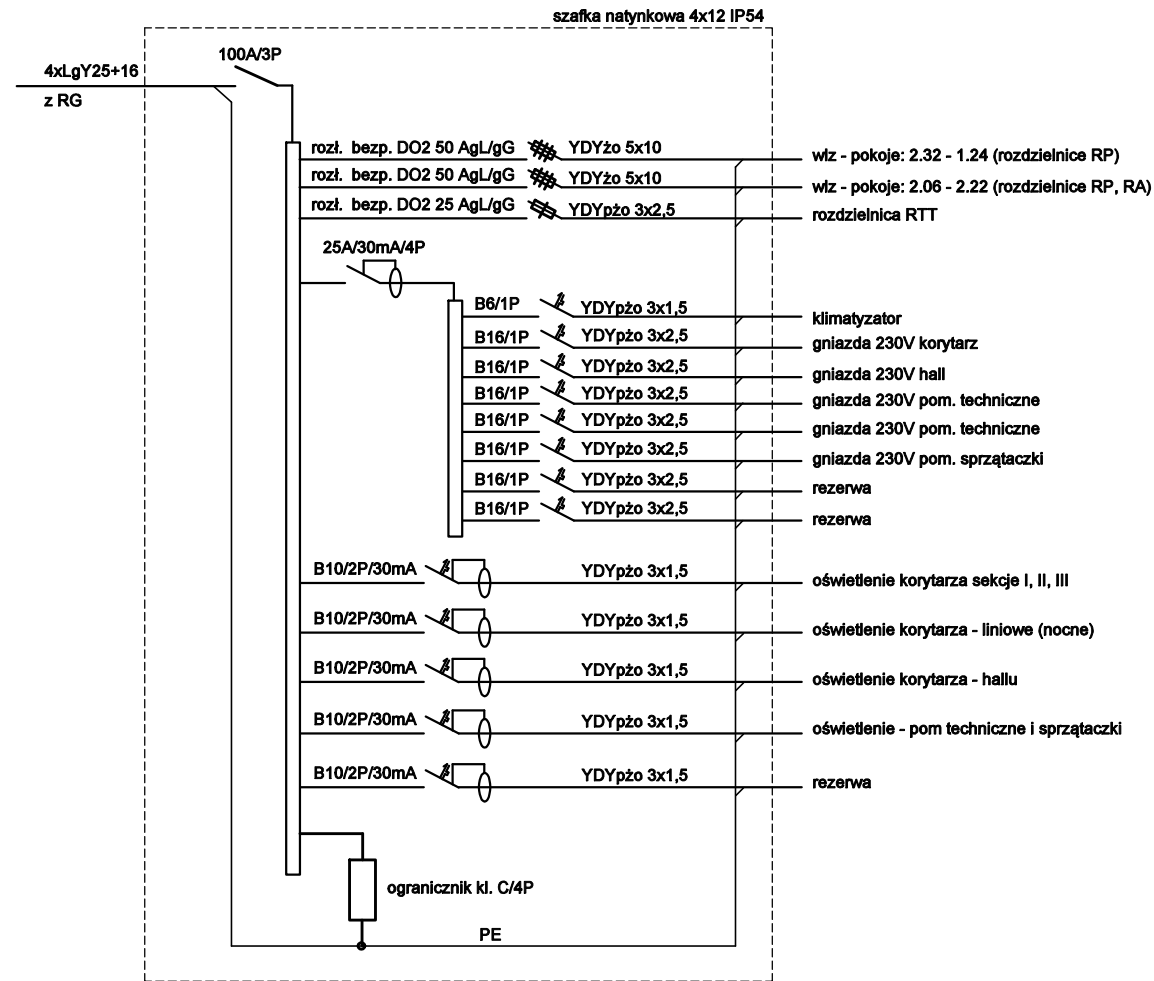 szafka natynkowa 4x12 IP54
100A/3P
4xLgY25+16
z RG
rozł. bezp. DO2 50 AgL/gG YDYżo 5x10 wlz - pokoje: 2.32 - 1.24 (rozdzielnice RP)
rozł. bezp. DO2 50 AgL/gG YDYżo 5x10 wlz - pokoje: 2.06 - 2.22 (rozdzielnice RP, RA)
rozł. bezp. DO2 25 AgL/gG YDYpżo 3x2,5 rozdzielnica RTT
25A/30mA/4P
B6/1P YDYpżo 3x1,5 klimatyzator
B16/1P YDYpżo 3x2,5 gniazda 230V korytarz
B16/1P YDYpżo 3x2,5 gniazda 230V hall
B16/1P YDYpżo 3x2,5 gniazda 230V pom. techniczne
B16/1P YDYpżo 3x2,5 gniazda 230V pom. techniczne
B16/1P YDYpżo 3x2,5 gniazda 230V pom. sprzątaczki
B16/1P YDYpżo 3x2,5 rezerwa
B16/1P YDYpżo 3x2,5 rezerwa
B10/2P/30mA YDYpżo 3x1,5 oświetlenie korytarza sekcje I, II, III
B10/2P/30mA YDYpżo 3x1,5 oświetlenie korytarza - liniowe (nocne)
B10/2P/30mA YDYpżo 3x1,5 oświetlenie korytarza - hallu
B10/2P/30mA YDYpżo 3x1,5 oświetlenie - pom techniczne i sprzątaczki
B10/2P/30mA YDYpżo 3x1,5 rezerwa
ogranicznik kl. C/4P
PE